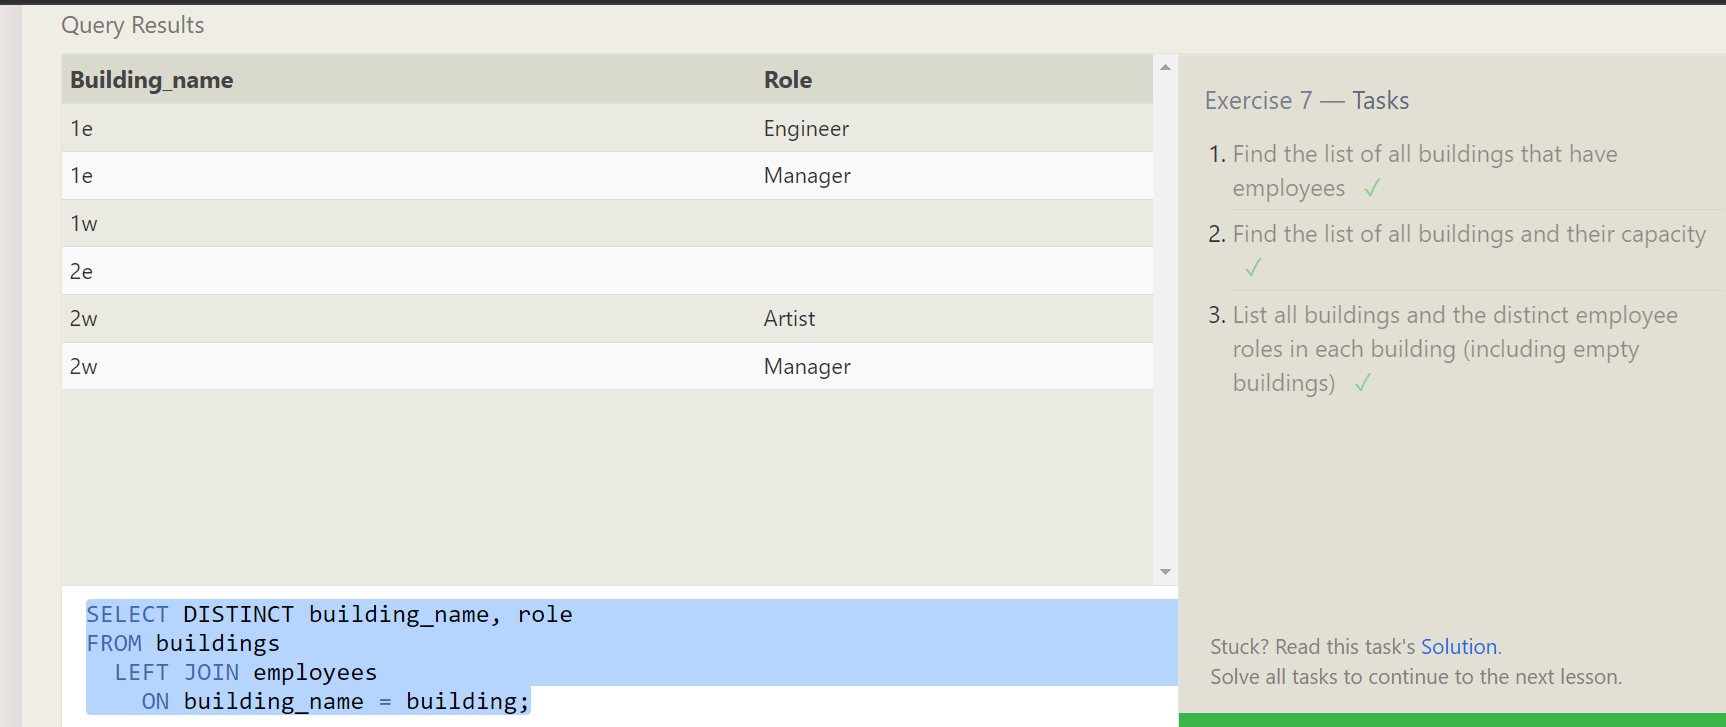 Query Results
Building_name Role
1e Engineer
1e Manager
1w
2e
2w Artist
2w Manager
SELECT DISTINCT building_name, role
FROM buildings
LEFT JOIN employees
ON building_name = building;
Exercise 7 — Tasks
1. Find the list of all buildings that have
employees ✓
2. Find the list of all buildings and their capacity
✓
3. List all buildings and the distinct employee
roles in each building (including empty
buildings) ✓
Stuck? Read this task's Solution.
Solve all tasks to continue to the next lesson.